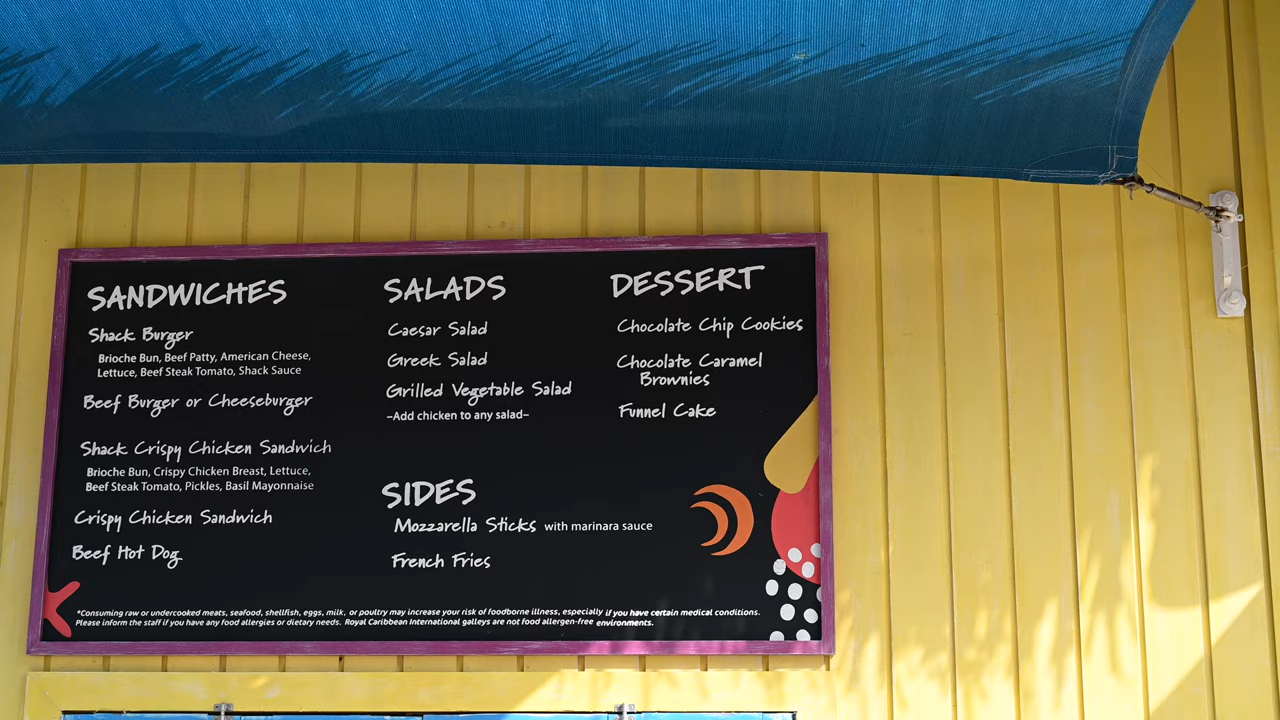 SANDWICHES
Shack Burger
Brioche Bun, Beef Patty, American Cheese,
Lettuce, Beef Steak Tomato, Shack Sauce
Beef Burger or Cheeseburger
Shack Crispy Chicken Sandwich
Brioche Bun, Crispy Chicken Breast, Lettuce,
Beef Steak Tomato, Pickles, Basil Mayonnaise
Crispy Chicken Sandwich
Beef Hot Dog
SALADS
Caesar Salad
Greek Salad
Grilled Vegetable Salad
–Add chicken to any salad–
SIDES
Mozzarella Sticks with marinara sauce
French Fries
DESSERT
Chocolate Chip Cookies
Chocolate Caramel
Brownies
Funnel Cake
*Consuming raw or undercooked meats, seafood, shellfish, eggs, milk, or poultry may increase your risk of foodborne illness, especially if you have certain medical conditions.
Please inform the staff if you have any food allergies or dietary needs. Royal Caribbean International galleys are not food allergen-free environments.